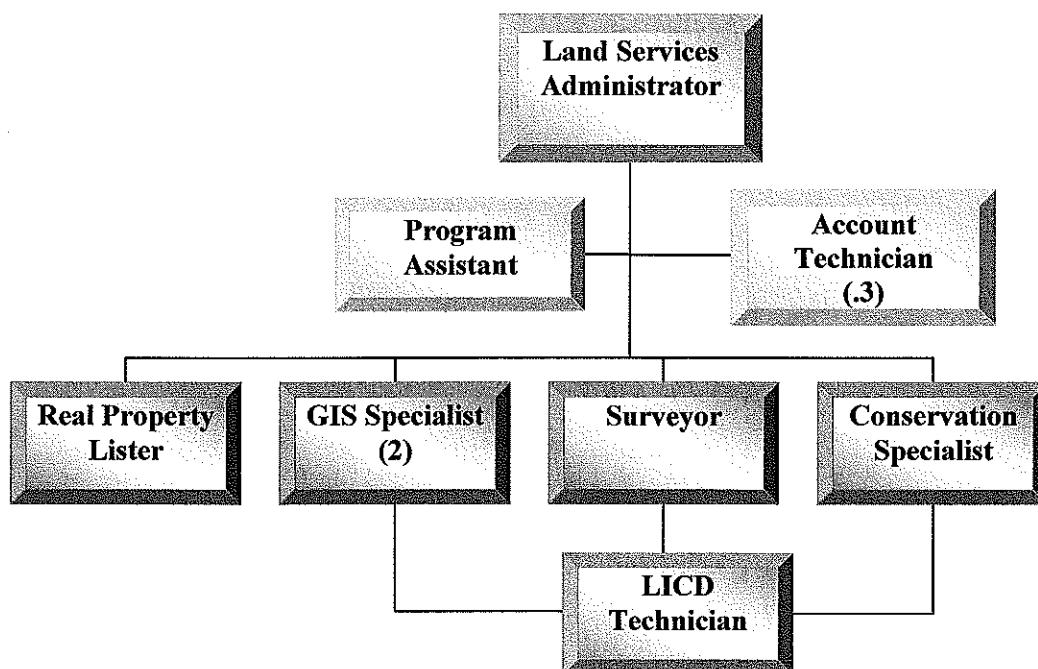 Land Services
Administrator
Program
Assistant
Account
Technician
(.3)
Real Property
Lister
GIS Specialist
(2)
Surveyor
Conservation
Specialist
LICD
Technician